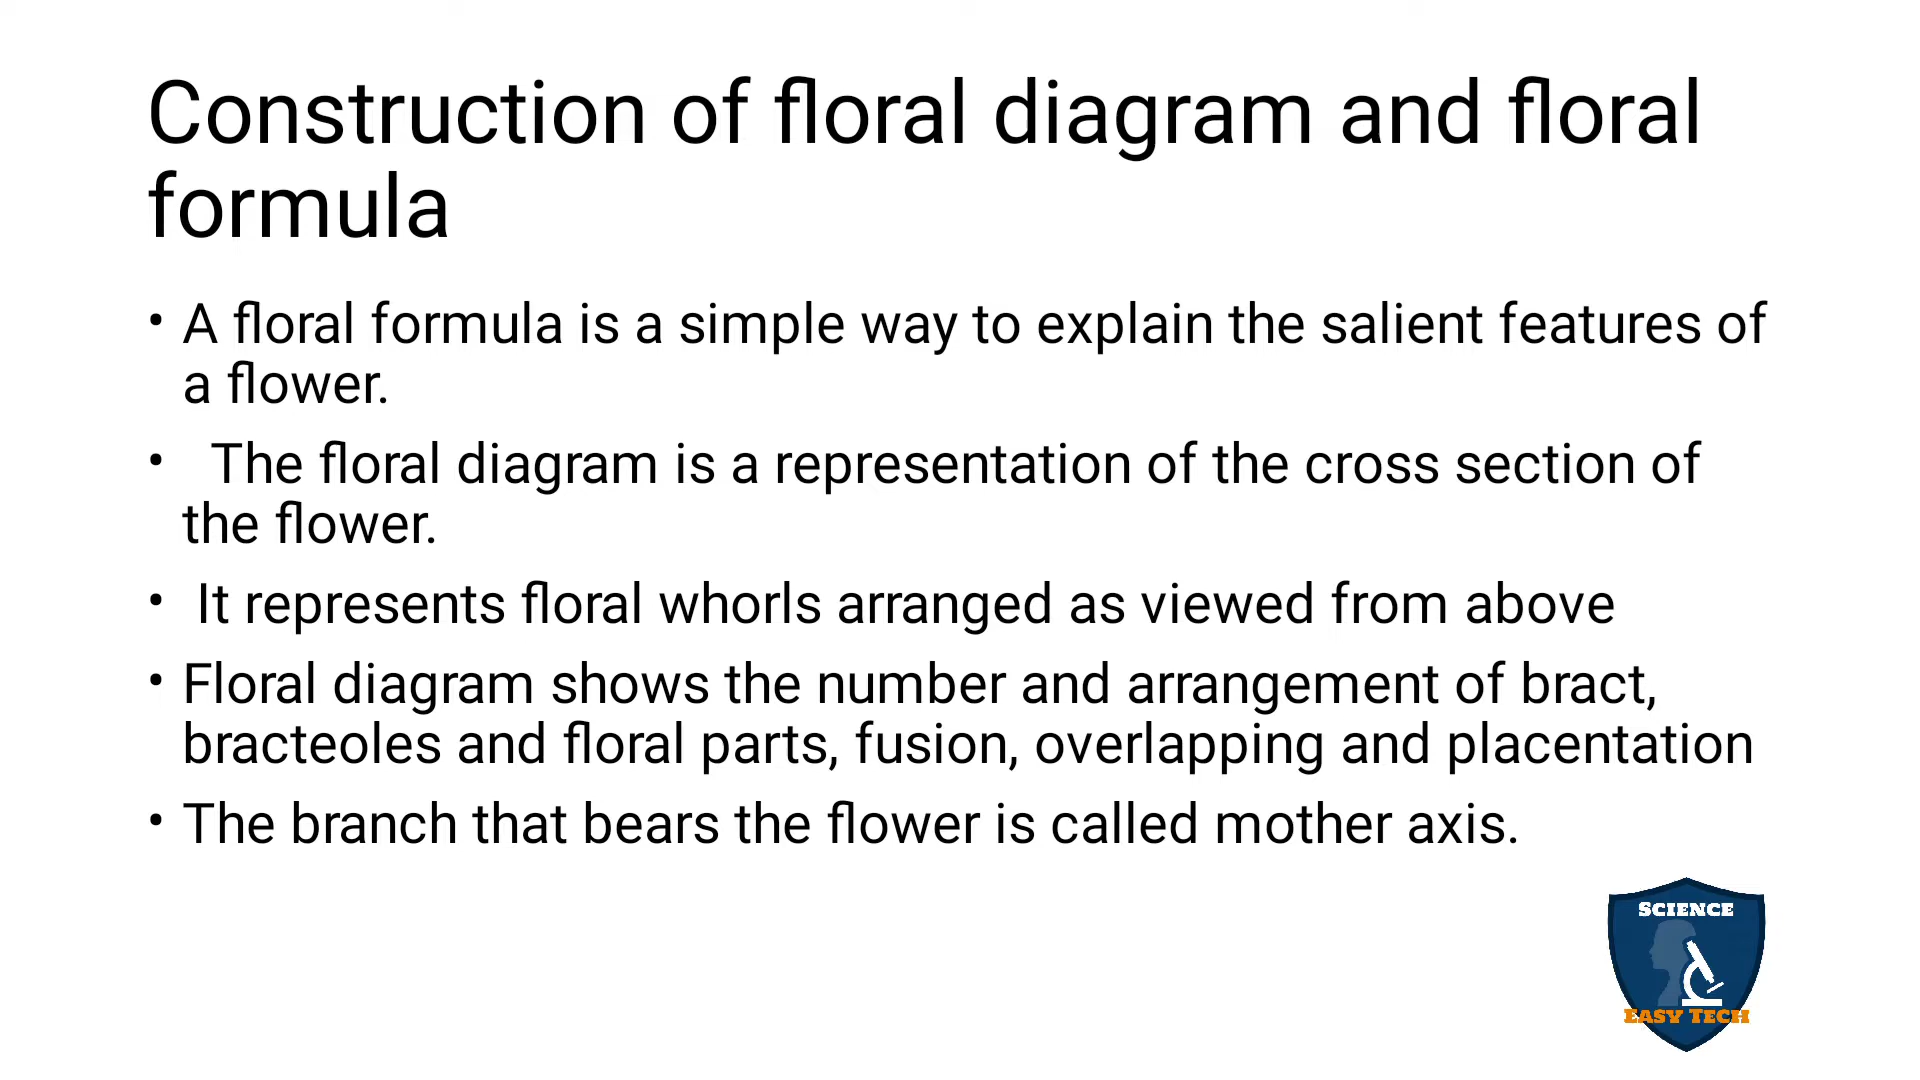 Construction of floral diagram and floral
formula
• A floral formula is a simple way to explain the salient features of
a flower.
• The floral diagram is a representation of the cross section of
the flower.
• It represents floral whorls arranged as viewed from above
• Floral diagram shows the number and arrangement of bract,
bracteoles and floral parts, fusion, overlapping and placentation
• The branch that bears the flower is called mother axis.
SCIENCE
EASY TECH